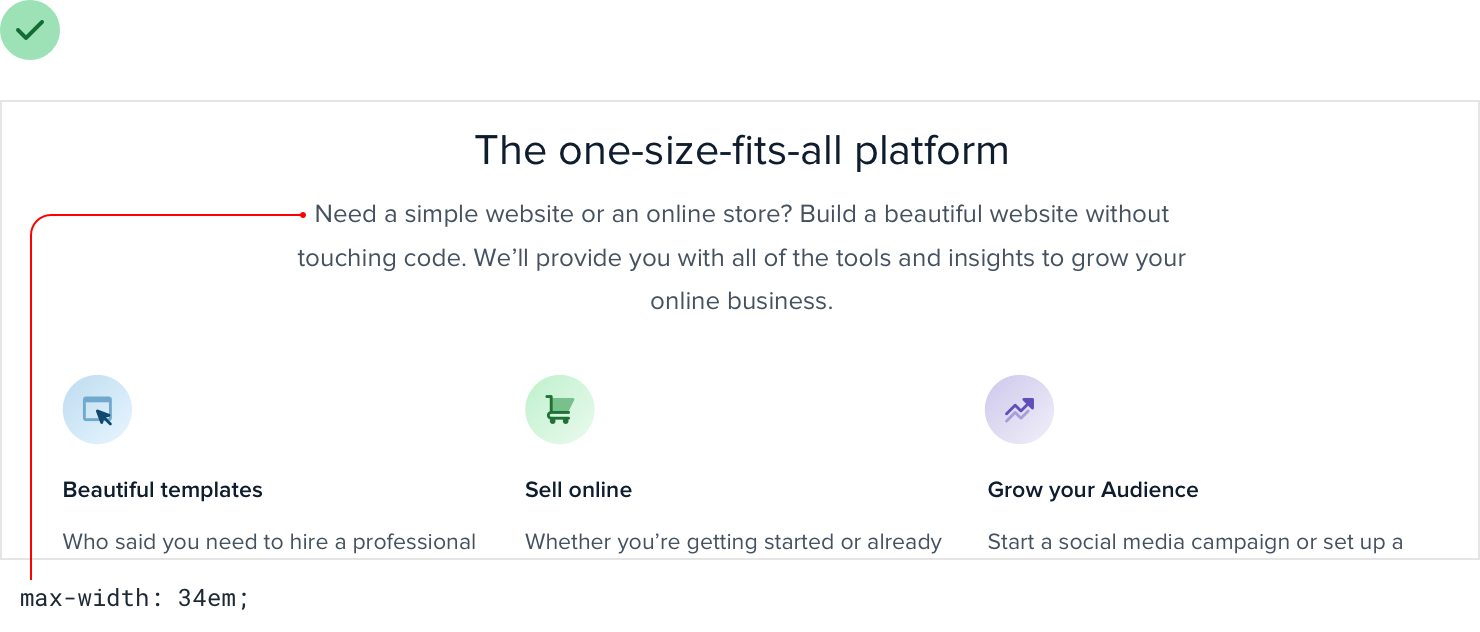 The one-size-fits-all platform
Need a simple website or an online store? Build a beautiful website without
touching code. We’ll provide you with all of the tools and insights to grow your
online business.
Beautiful templates
Who said you need to hire a professional
Sell online
Whether you’re getting started or already
Grow your Audience
Start a social media campaign or set up a
max-width: 34em;